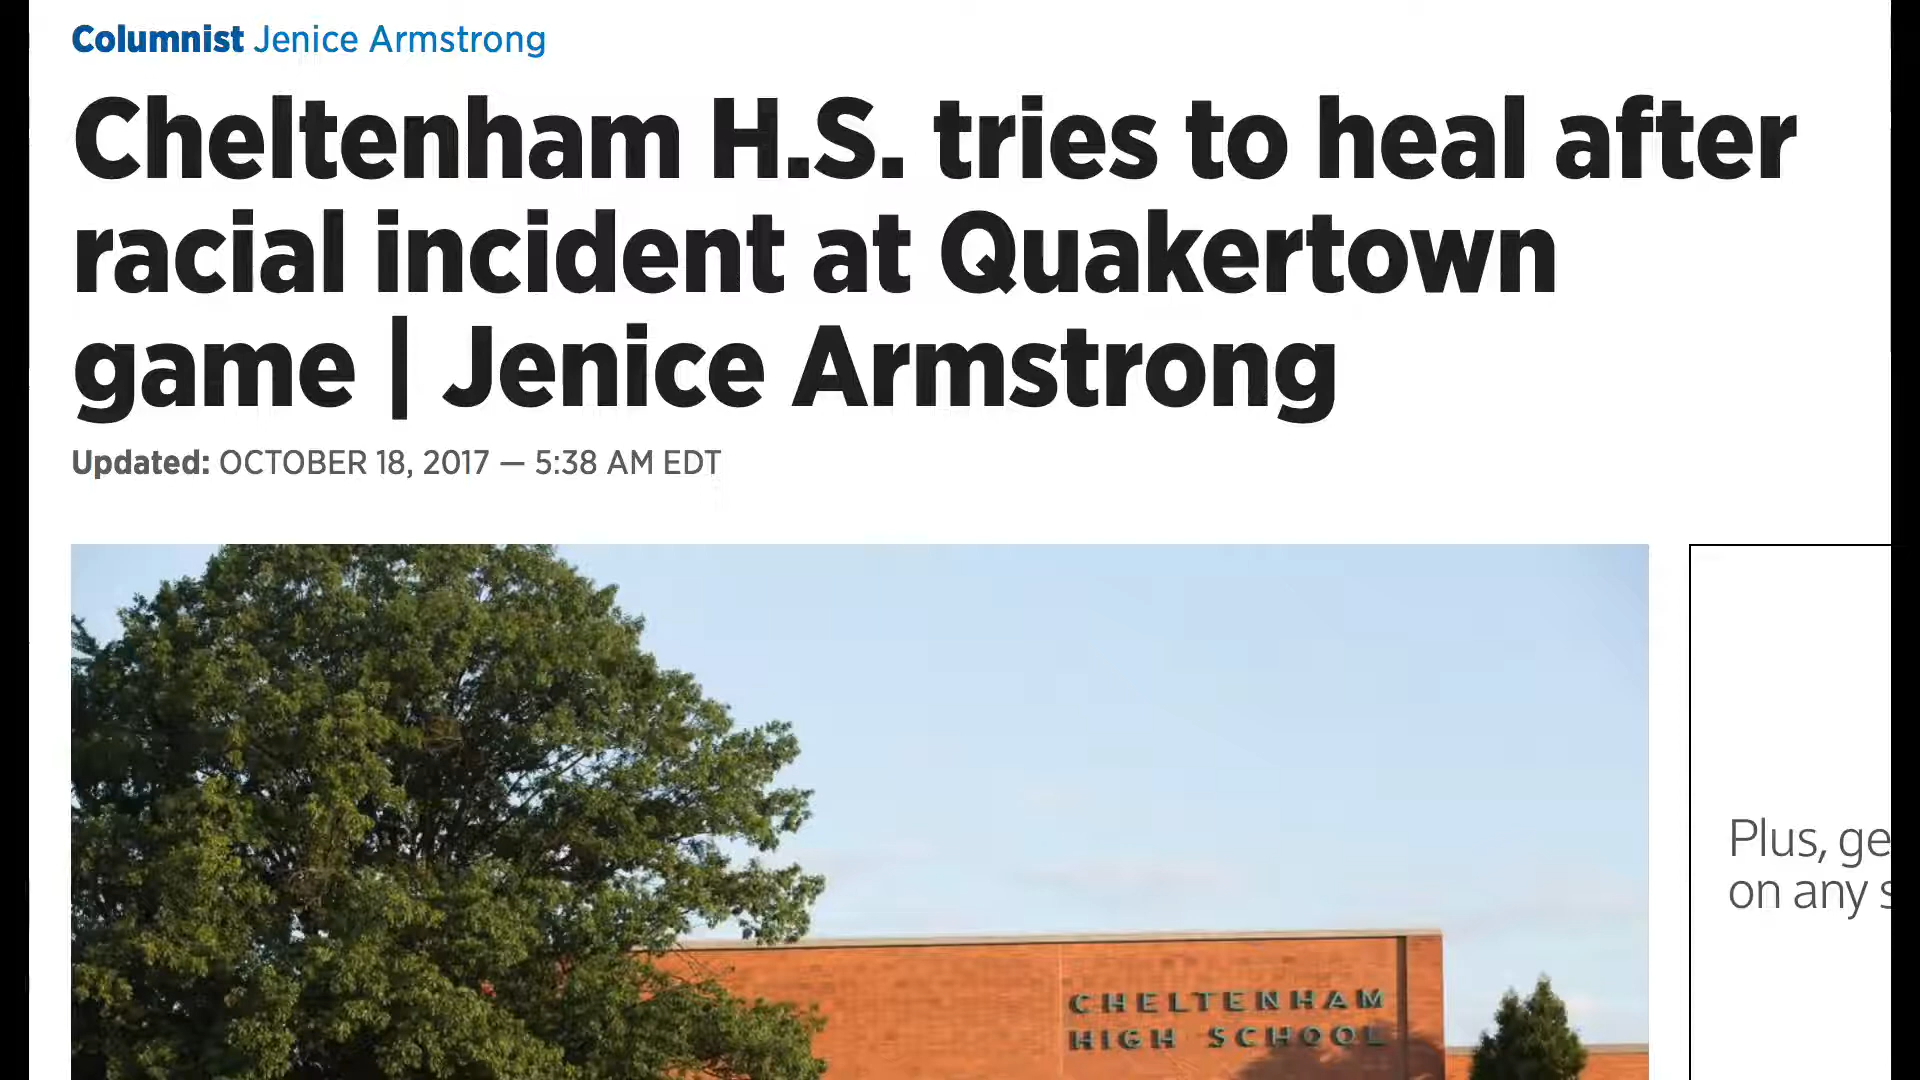 Columnist Jenice Armstrong
Cheltenham H.S. tries to heal after
racial incident at Quakertown
game | Jenice Armstrong
Updated: OCTOBER 18, 2017 — 5:38 AM EDT
Plus, ge
on any s
CHELTENHAM
HIGH SCHOOL